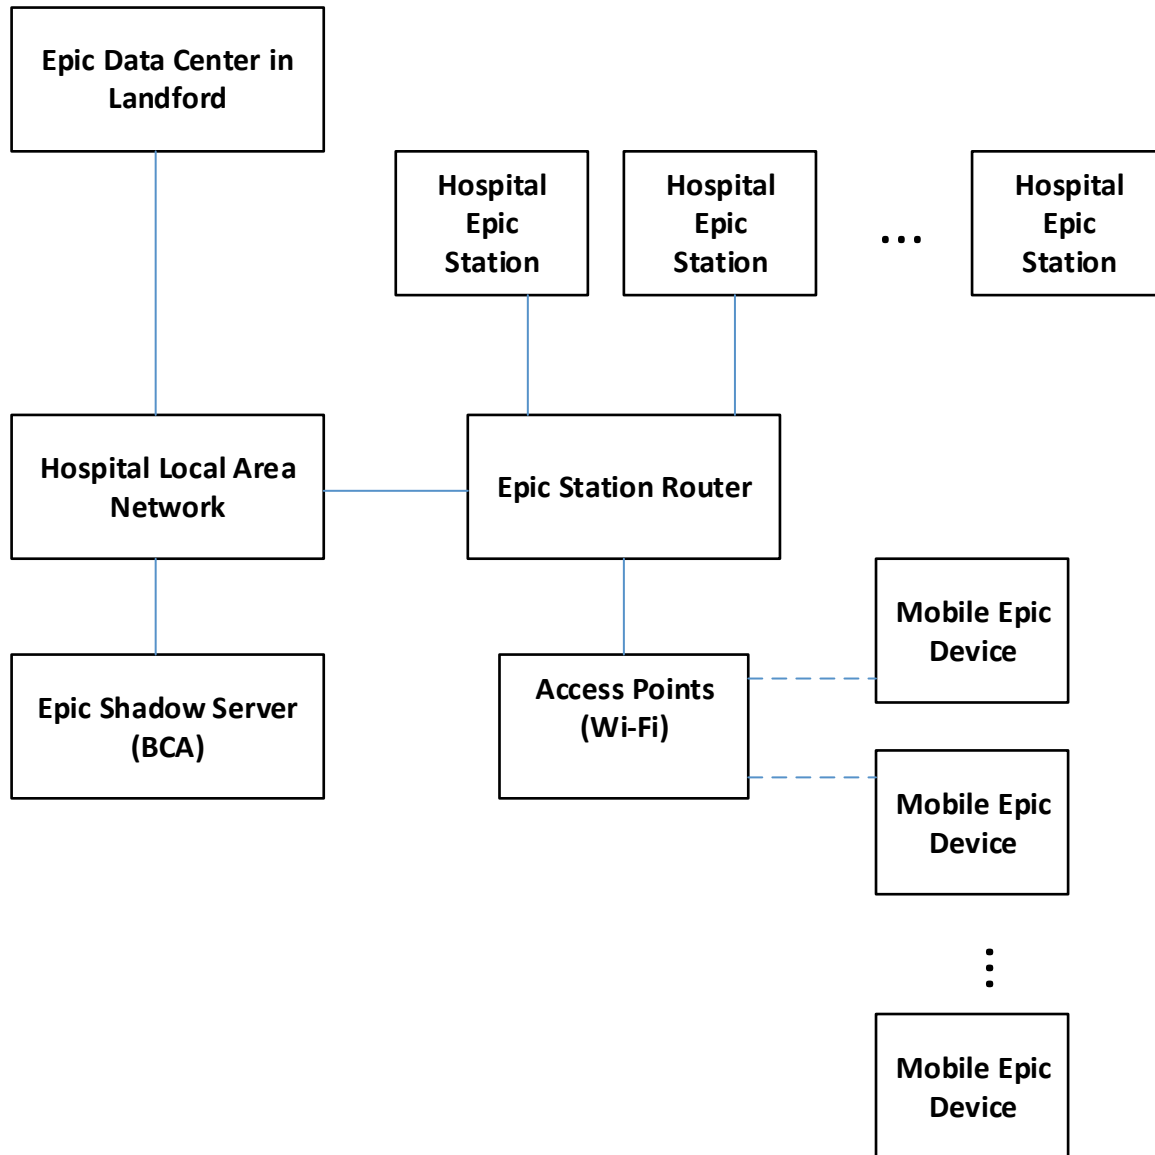 Epic Data Center in
Landford
Hospital
Epic
Station
Hospital
Epic
Station
...
Hospital
Epic
Station
Hospital Local Area
Network
Epic Station Router
Epic Shadow Server
(BCA)
Access Points
(Wi-Fi)
Mobile Epic
Device
Mobile Epic
Device
...
Mobile Epic
Device